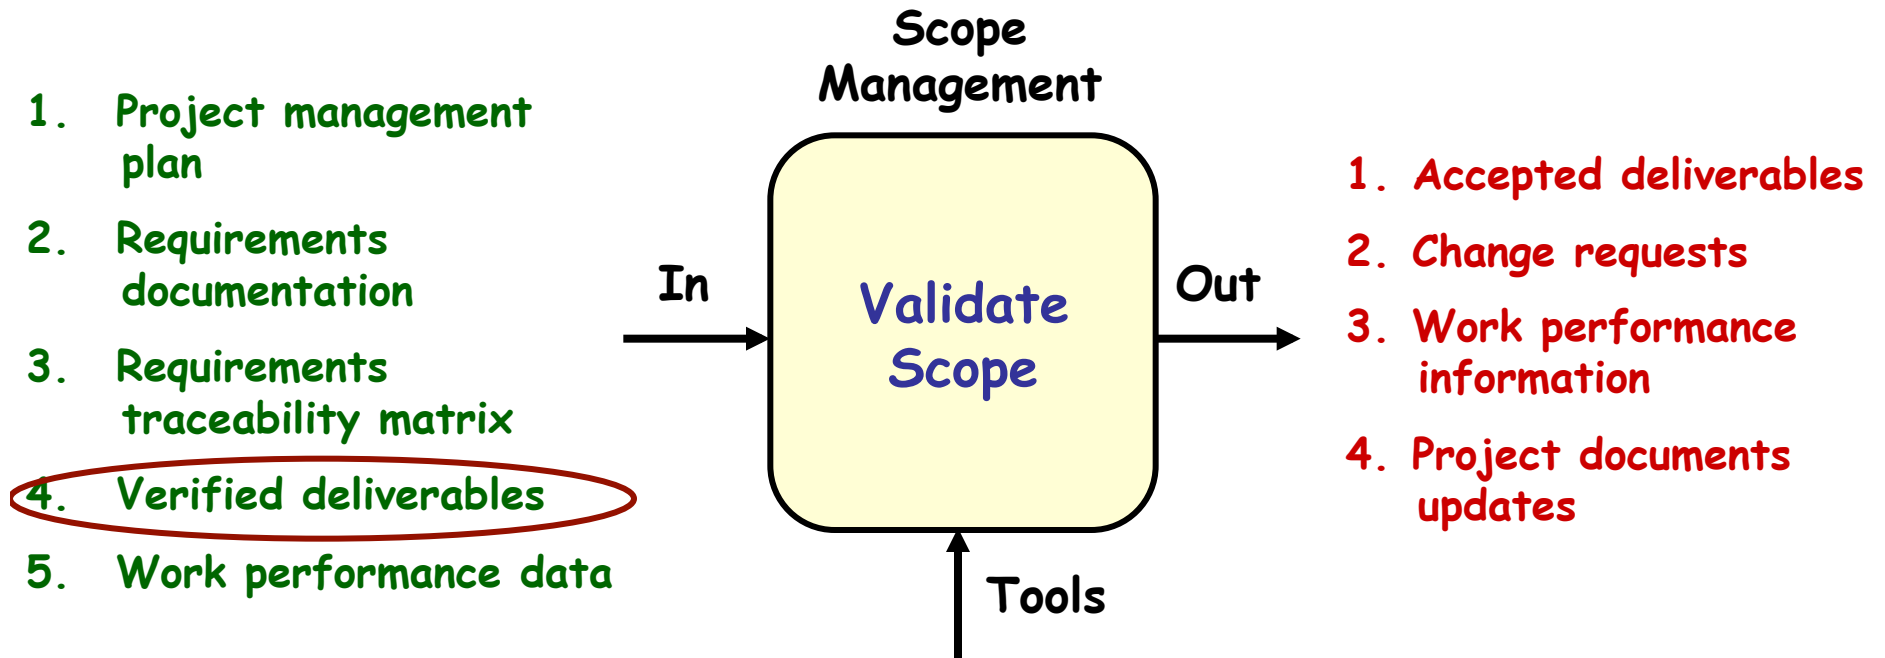 Scope
Management
1. Project management
plan
2. Requirements
documentation
3. Requirements
traceability matrix
4. Verified deliverables
5. Work performance data
In
Validate
Scope
Out
Tools
1. Accepted deliverables
2. Change requests
3. Work performance
information
4. Project documents
updates